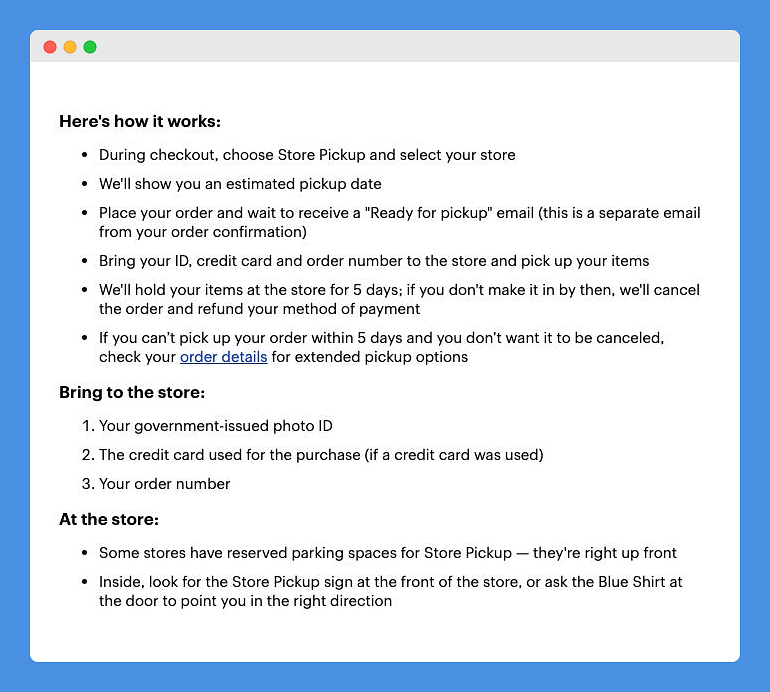 Here's how it works:
• During checkout, choose Store Pickup and select your store
• We'll show you an estimated pickup date
• Place your order and wait to receive a "Ready for pickup" email (this is a separate email
from your order confirmation)
• Bring your ID, credit card and order number to the store and pick up your items
• We'll hold your items at the store for 5 days; if you don't make it in by then, we'll cancel
the order and refund your method of payment
• If you can't pick up your order within 5 days and you don't want it to be canceled,
check your order details for extended pickup options
Bring to the store:
1. Your government-issued photo ID
2. The credit card used for the purchase (if a credit card was used)
3. Your order number
At the store:
• Some stores have reserved parking spaces for Store Pickup — they're right up front
• Inside, look for the Store Pickup sign at the front of the store, or ask the Blue Shirt at
the door to point you in the right direction